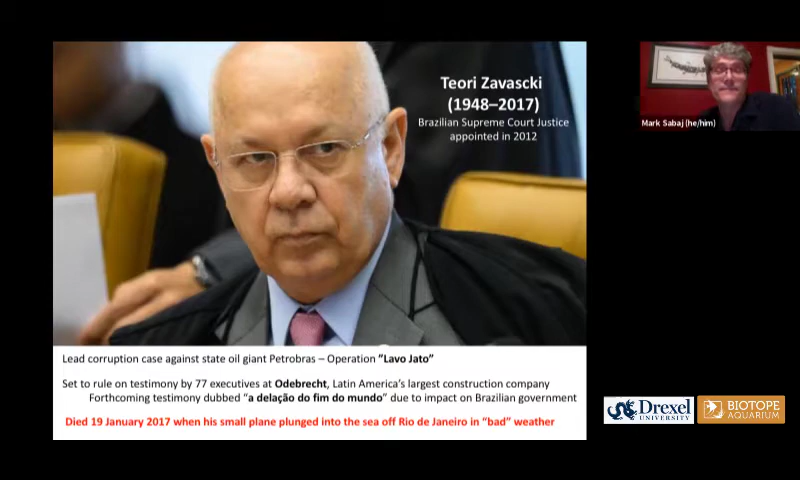 Teori Zavascki
(1948–2017)
Brazilian Supreme Court Justice
appointed in 2012
Mark Sabaj (he/him)
Lead corruption case against state oil giant Petrobras – Operation "Lavo Jato"
Set to rule on testimony by 77 executives at Odebrecht, Latin America's largest construction company
Forthcoming testimony dubbed "a delação do fim do mundo" due to impact on Brazilian government
Died 19 January 2017 when his small plane plunged into the sea off Rio de Janeiro in "bad" weather
Drexel
UNIVERSITY
BIOTOPE
AQUARIUM